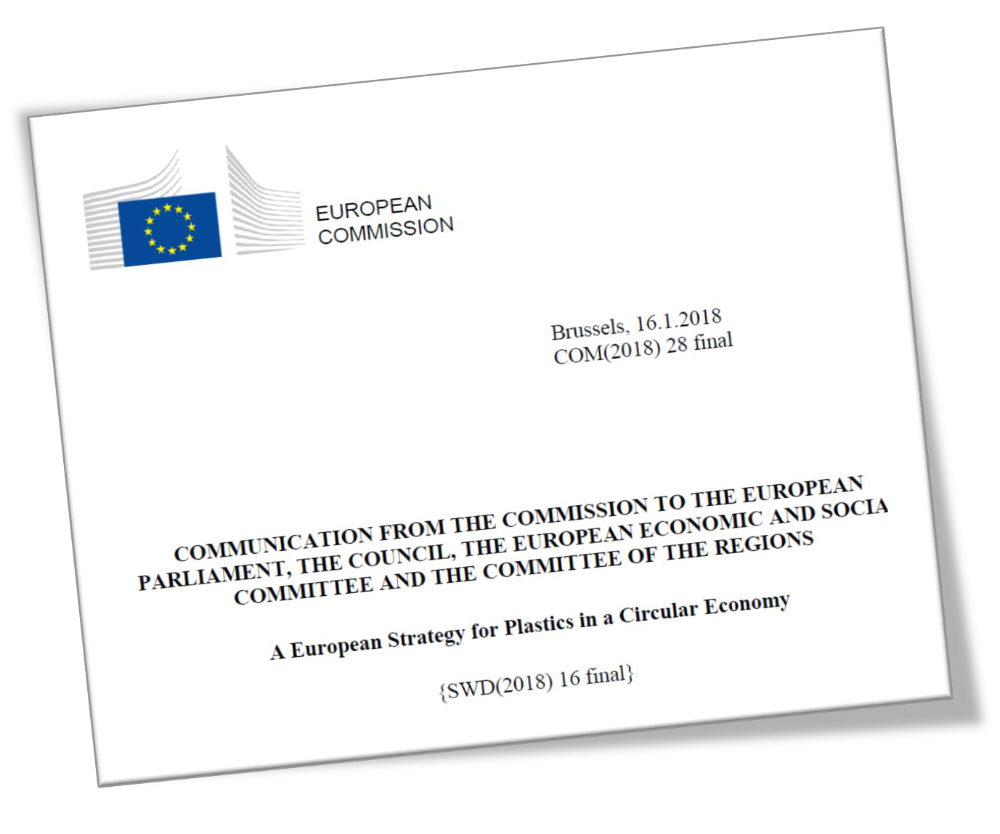 EUROPEAN
COMMISSION
Brussels, 16.1.2018
COM(2018) 28 final
COMMUNICATION FROM THE COMMISSION TO THE EUROPEAN
PARLIAMENT, THE COUNCIL, THE EUROPEAN ECONOMIC AND SOCIA
COMMITTEE AND THE COMMITTEE OF THE REGIONS
A European Strategy for Plastics in a Circular Economy
{SWD(2018) 16 final}